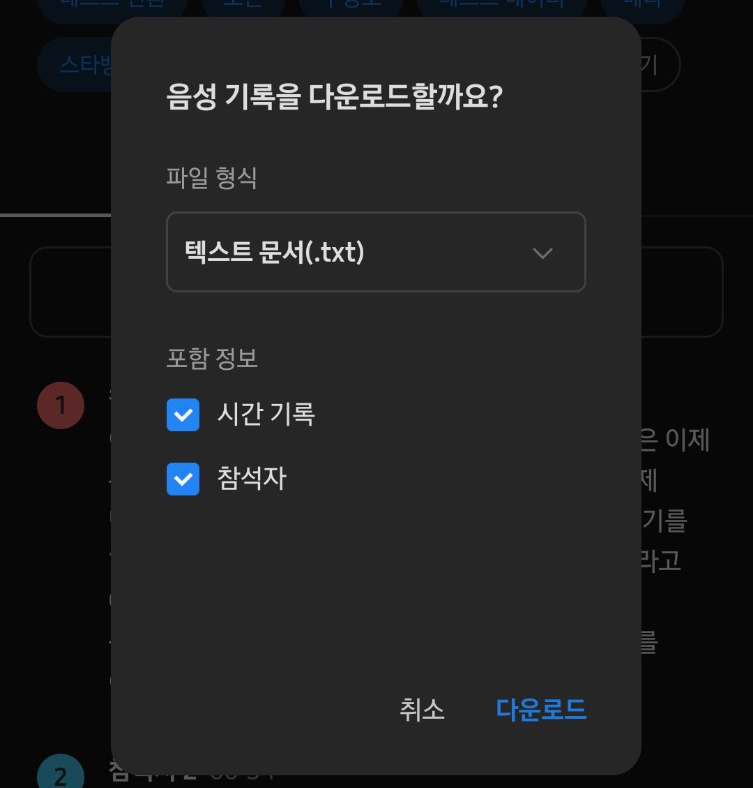 음성 기록을 다운로드할까요?
파일 형식
텍스트 문서(.txt)
포함 정보
시간 기록
참석자
취소 다운로드
1
은 이제
제
기를
라고
를
2